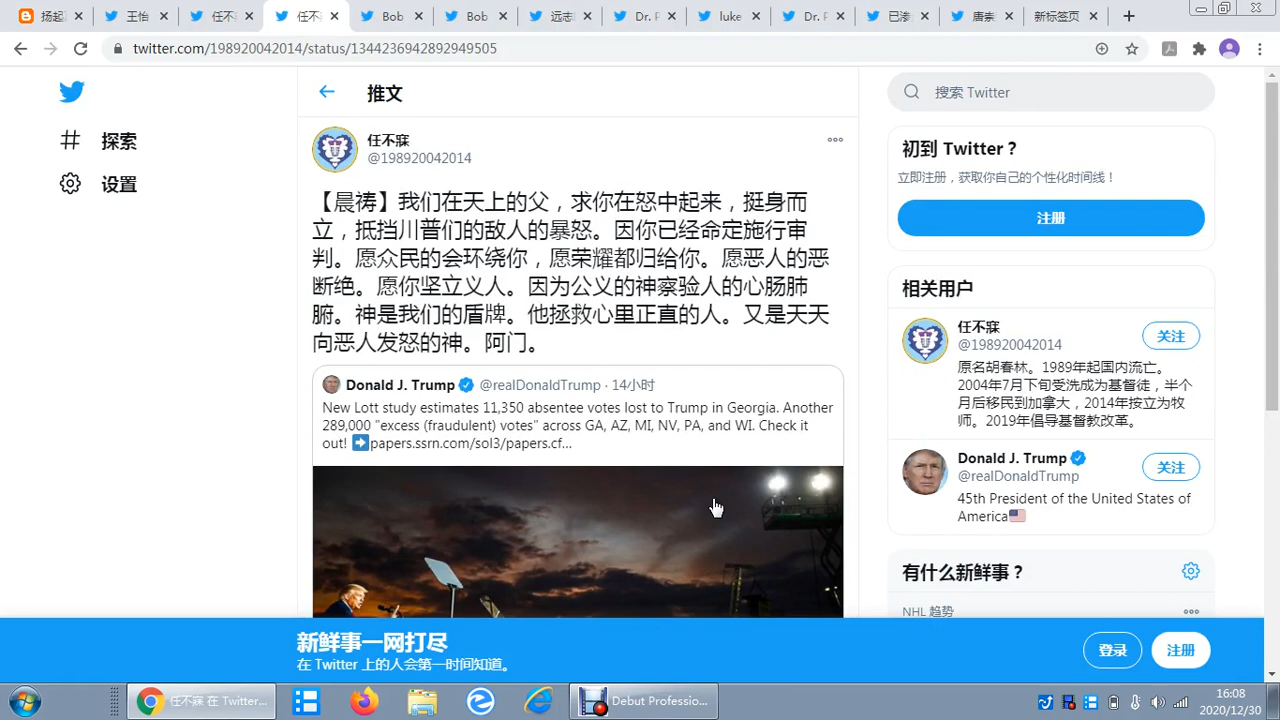 扬起
王怡
任不
任不
Bob
Bob
远志
Dr. F
luke
Dr. F
已渗
唐秦
新标签页
twitter.com/198920042014/status/1344236942892949505
推文
搜索 Twitter
探索
设置
任不寐
@198920042014
【晨祷】我们在天上的父，求你在怒中起来，挺身而
立，抵挡川普们的敌人的暴怒。因你已经命定施行审
判。愿众民的会环绕你，愿荣耀都归给你。愿恶人的恶
断绝。愿你坚立义人。因为公义的神察验人的心肠肺
腑。神是我们的盾牌。他拯救心里正直的人。又是天天
向恶人发怒的神。阿门。
Donald J. Trump @realDonaldTrump · 14小时
New Lott study estimates 11,350 absentee votes lost to Trump in Georgia. Another
289,000 "excess (fraudulent) votes" across GA, AZ, MI, NV, PA, and WI. Check it
out! ➡papers.ssrn.com/sol3/papers.cf...
初到 Twitter？
立即注册，获取你自己的个性化时间线！
注册
相关用户
任不寐
@198920042014
关注
原名胡春林。1989年起国内流亡。
2004年7月下旬受洗成为基督徒，半个
月后移民到加拿大，2014年按立为牧
师。2019年倡导基督教改革。
Donald J. Trump
@realDonaldTrump
关注
45th President of the United States of
America🇺🇸
有什么新鲜事？
NHL 趋势
新鲜事一网打尽
在 Twitter 上的人会第一时间知道。
登录
注册
任不寐 在 Twitter...
Debut Professio...
16:08
2020/12/30